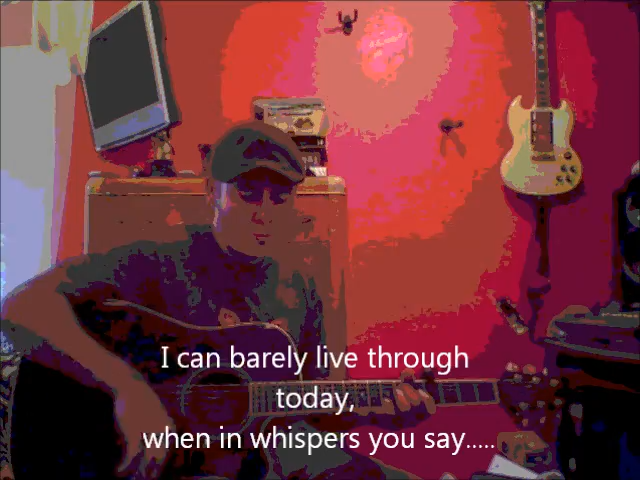 I can barely live through
today,
when in whispers you say.....